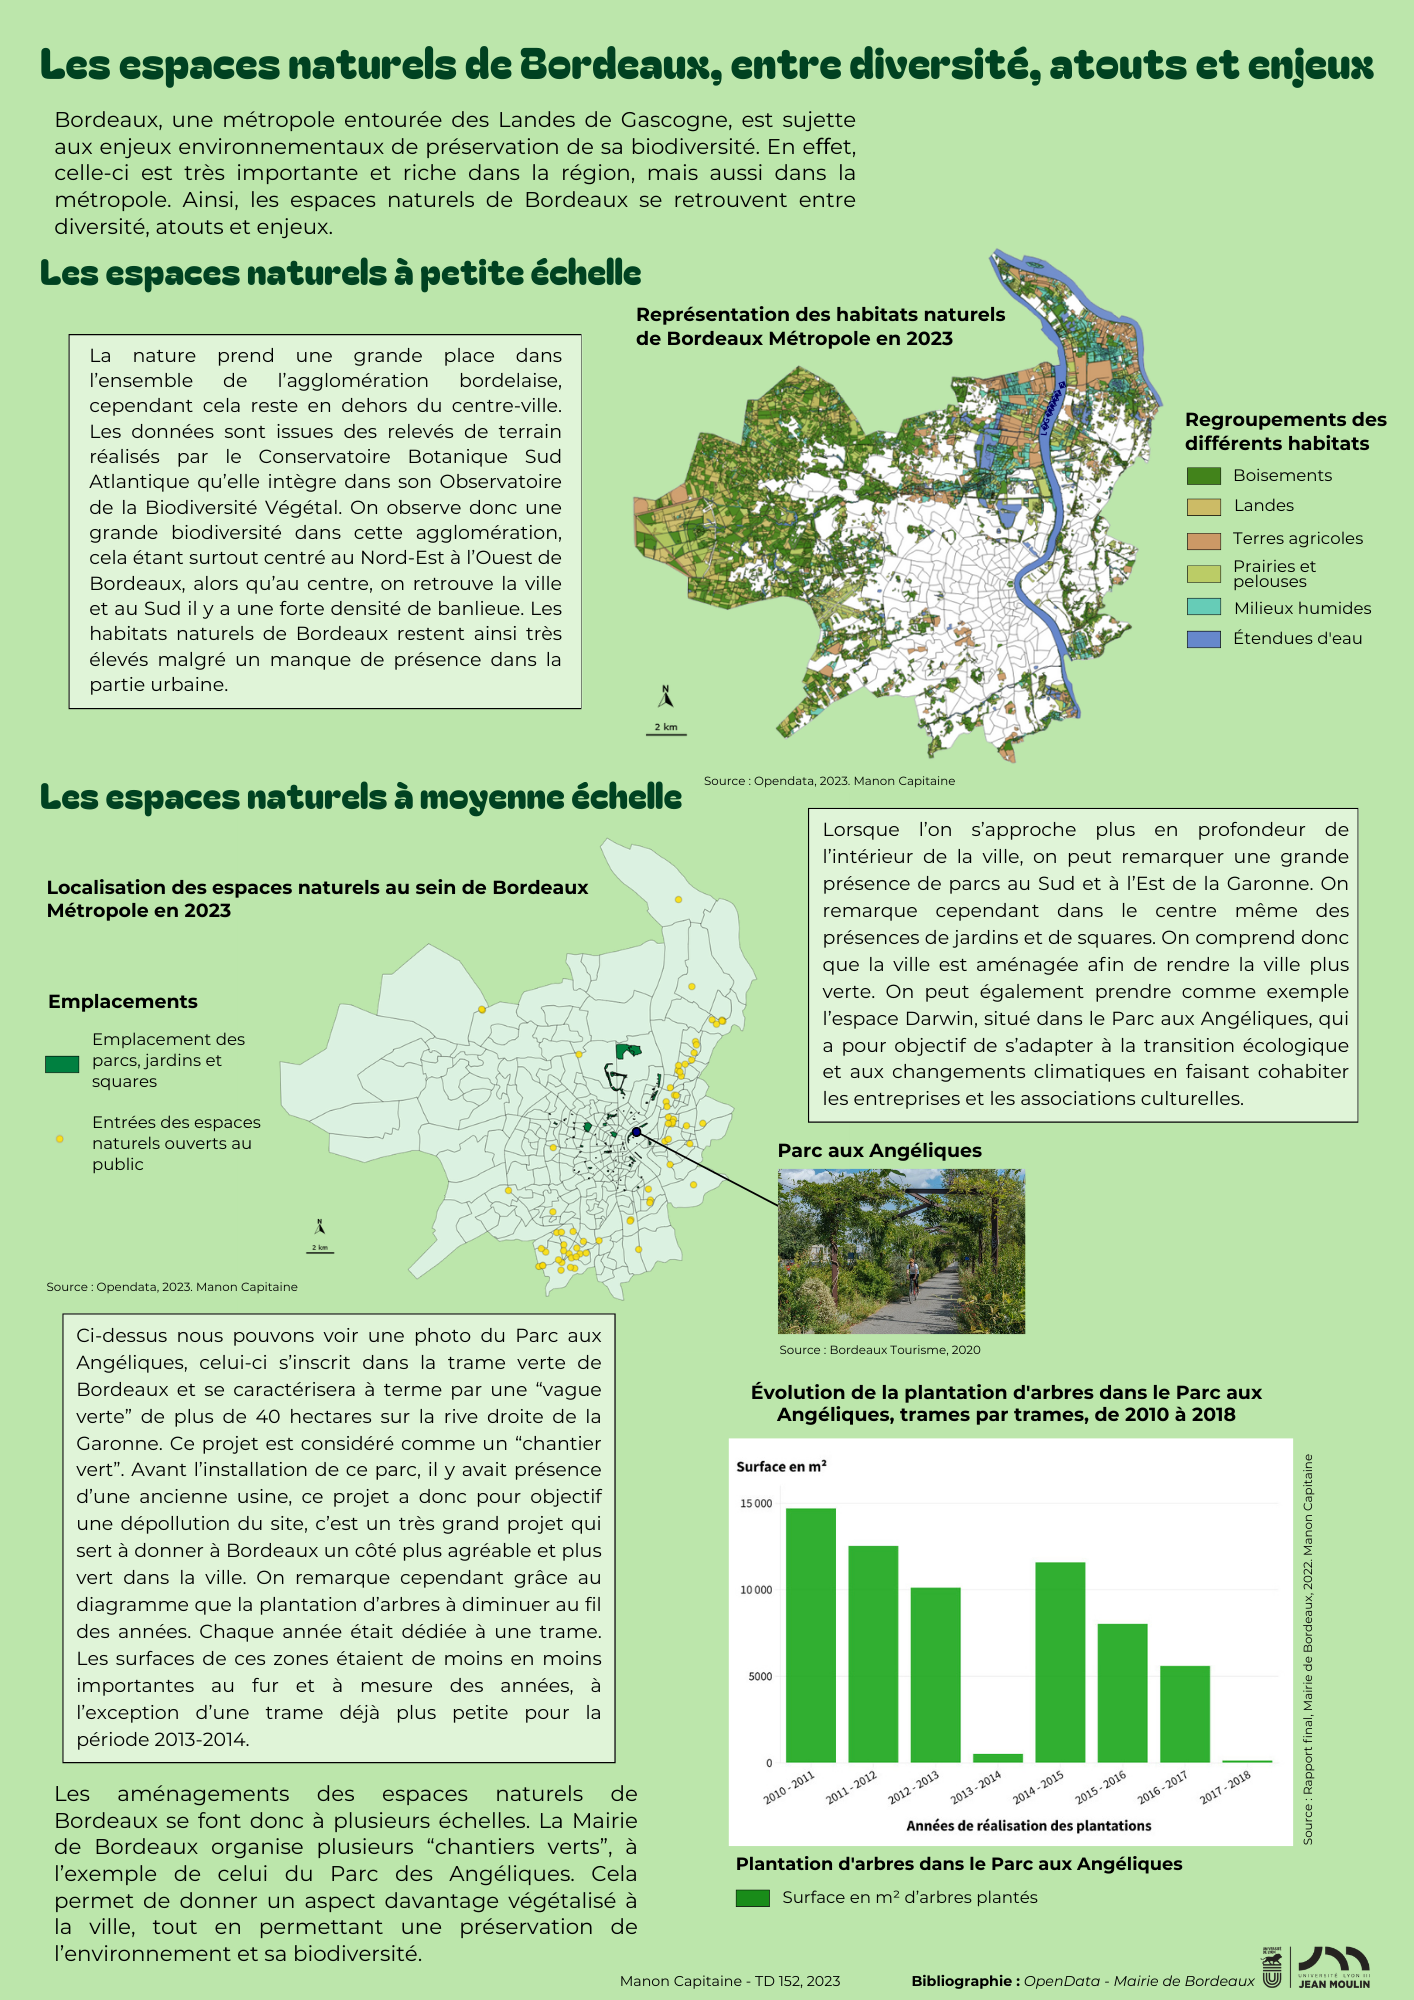 Les espaces naturels de Bordeaux, entre diversité, atouts et enjeux
Bordeaux, une métropole entourée des Landes de Gascogne, est sujette
aux enjeux environnementaux de préservation de sa biodiversité. En effet,
celle-ci est très importante et riche dans la région, mais aussi dans la
métropole. Ainsi, les espaces naturels de Bordeaux se retrouvent entre
diversité, atouts et enjeux.
Les espaces naturels à petite échelle
La nature prend une grande place dans
l'ensemble de l'agglomération bordelaise,
cependant cela reste en dehors du centre-ville.
Les données sont issues des relevés de terrain
réalisés par le Conservatoire Botanique Sud
Atlantique qu'elle intègre dans son Observatoire
de la Biodiversité Végétal. On observe donc une
grande biodiversité dans cette agglomération,
cela étant surtout centré au Nord-Est à l'Ouest de
Bordeaux, alors qu'au centre, on retrouve la ville
et au Sud il y a une forte densité de banlieue. Les
habitats naturels de Bordeaux restent ainsi très
élevés malgré un manque de présence dans la
partie urbaine.
Représentation des habitats naturels
de Bordeaux Métropole en 2023
Regroupements des
différents habitats
Boisements
Landes
Terres agricoles
Prairies et
pelouses
Milieux humides
Étendues d'eau
N
2 km
Source : Opendata, 2023. Manon Capitaine
Les espaces naturels à moyenne échelle
Localisation des espaces naturels au sein de Bordeaux
Métropole en 2023
Emplacements
Emplacement des
parcs, jardins et
squares
Entrées des espaces
naturels ouverts au
public
N
2 km
Source : Opendata, 2023. Manon Capitaine
Lorsque l'on s'approche plus en profondeur de
l'intérieur de la ville, on peut remarquer une grande
présence de parcs au Sud et à l'Est de la Garonne. On
remarque cependant dans le centre même des
présences de jardins et de squares. On comprend donc
que la ville est aménagée afin de rendre la ville plus
verte. On peut également prendre comme exemple
l'espace Darwin, situé dans le Parc aux Angéliques, qui
a pour objectif de s'adapter à la transition écologique
et aux changements climatiques en faisant cohabiter
les entreprises et les associations culturelles.
Parc aux Angéliques
Source : Bordeaux Tourisme, 2020
Ci-dessus nous pouvons voir une photo du Parc aux
Angéliques, celui-ci s'inscrit dans la trame verte de
Bordeaux et se caractérisera à terme par une “vague
verte” de plus de 40 hectares sur la rive droite de la
Garonne. Ce projet est considéré comme un “chantier
vert”. Avant l'installation de ce parc, il y avait présence
d'une ancienne usine, ce projet a donc pour objectif
une dépollution du site, c'est un très grand projet qui
sert à donner à Bordeaux un côté plus agréable et plus
vert dans la ville. On remarque cependant grâce au
diagramme que la plantation d'arbres à diminuer au fil
des années. Chaque année était dédiée à une trame.
Les surfaces de ces zones étaient de moins en moins
importantes au fur et à mesure des années, à
l'exception d'une trame déjà plus petite pour la
période 2013-2014.
Évolution de la plantation d'arbres dans le Parc aux
Angéliques, trames par trames, de 2010 à 2018
Surface en m²
15 000
10 000
5000
0
2010 - 2011
2011 - 2012
2012 - 2013
2013 - 2014
2014 - 2015
2015 - 2016
2016 - 2017
2017 - 2018
Années de réalisation des plantations
Source : Rapport final, Mairie de Bordeaux, 2022. Manon Capitaine
Plantation d'arbres dans le Parc aux Angéliques
Surface en m² d'arbres plantés
Les aménagements des espaces naturels de
Bordeaux se font donc à plusieurs échelles. La Mairie
de Bordeaux organise plusieurs “chantiers verts”, à
l'exemple de celui du Parc des Angéliques. Cela
permet de donner un aspect davantage végétalisé à
la ville, tout en permettant une préservation de
l'environnement et sa biodiversité.
Manon Capitaine - TD 152, 2023
Bibliographie : OpenData - Mairie de Bordeaux
UNIVERSITÉ LYON III
JEAN MOULIN